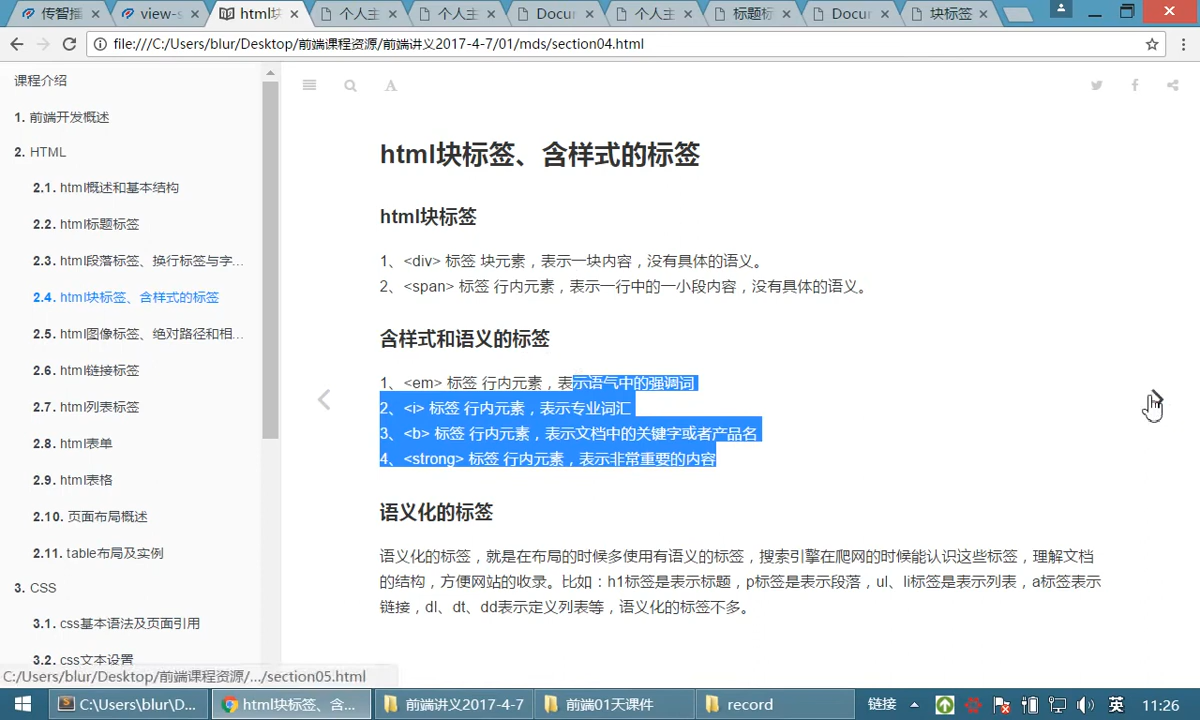 传智播
view-s
html块
个人主
个人主
Docum
个人主
标题标
Docum
块标签
file:///C:/Users/blur/Desktop/前端课程资源/前端讲义2017-4-7/01/mds/section04.html
课程介绍
1. 前端开发概述
2. HTML
2.1. html概述和基本结构
2.2. html标题标签
2.3. html段落标签、换行标签与字...
2.4. html块标签、含样式的标签
2.5. html图像标签、绝对路径和相...
2.6. html链接标签
2.7. html列表标签
2.8. html表单
2.9. html表格
2.10. 页面布局概述
2.11. table布局及实例
3. CSS
3.1. css基本语法及页面引用
3.2. css文本设置
A
html块标签、含样式的标签
html块标签
1、<div> 标签 块元素，表示一块内容，没有具体的语义。
2、<span> 标签 行内元素，表示一行中的一小段内容，没有具体的语义。
含样式和语义的标签
1、<em> 标签 行内元素，表示语气中的强调词
2、<i> 标签 行内元素，表示专业词汇
3、<b> 标签 行内元素，表示文档中的关键字或者产品名
4、<strong> 标签 行内元素，表示非常重要的内容
语义化的标签
语义化的标签，就是在布局的时候多使用有语义的标签，搜索引擎在爬网的时候能认识这些标签，理解文档
的结构，方便网站的收录。比如：h1标签是表示标题，p标签是表示段落，ul、li标签是表示列表，a标签表示
链接，dl、dt、dd表示定义列表等，语义化的标签不多。
C:/Users/blur/Desktop/前端课程资源/.../section05.html
C:\Users\blur\D...
html块标签、含...
前端讲义2017-4-7
前端01天课件
record
链接
英
11:26